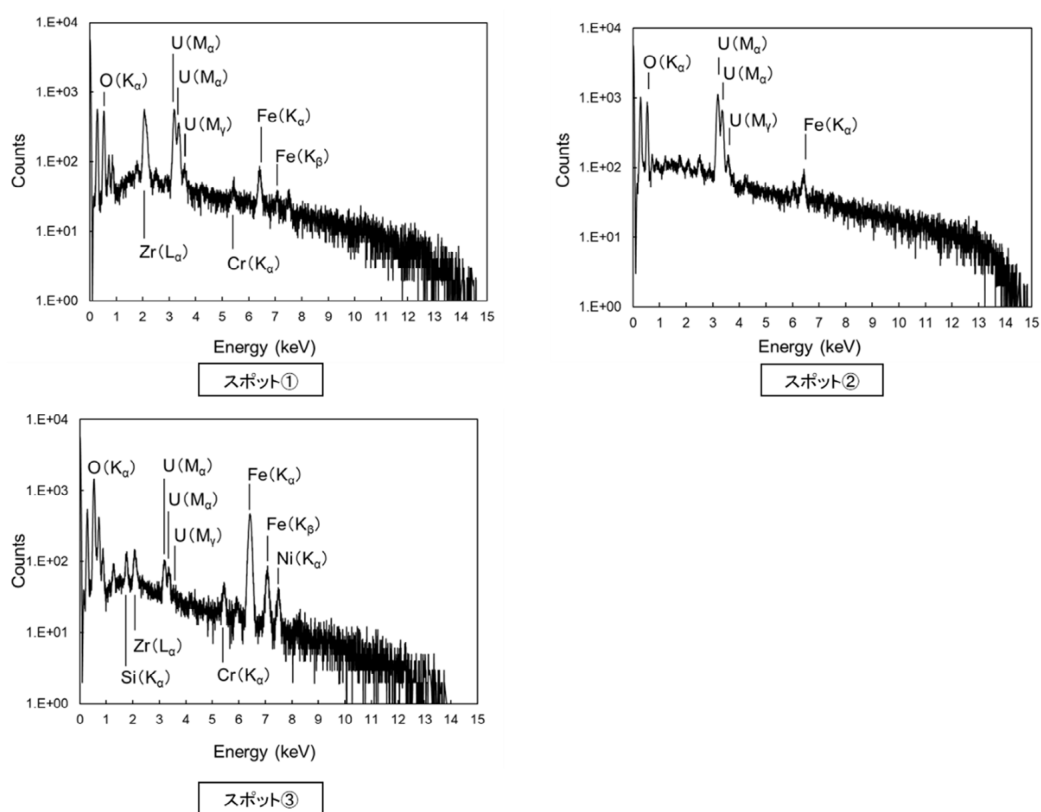 1.E+04
1.E+03
1.E+02
1.E+01
1.E+00
Counts
O(Kα)
U(Mα)
U(Mα)
U(Mγ)
Fe(Kα)
Fe(Kβ)
Zr(Lα)
Cr(Kα)
0 1 2 3 4 5 6 7 8 9 10 11 12 13 14 15
Energy (keV)
スポット①
1.E+04
1.E+03
1.E+02
1.E+01
1.E+00
Counts
O(Kα)
U(Mα)
U(Mα)
U(Mγ)
Fe(Kα)
0 1 2 3 4 5 6 7 8 9 10 11 12 13 14 15
Energy (keV)
スポット②
1.E+04
1.E+03
1.E+02
1.E+01
1.E+00
Counts
O(Kα)
U(Mα)
U(Mα)
U(Mγ)
Fe(Kα)
Fe(Kβ)
Ni(Kα)
Zr(Lα)
Si(Kα)
Cr(Kα)
0 1 2 3 4 5 6 7 8 9 10 11 12 13 14 15
Energy (keV)
スポット③